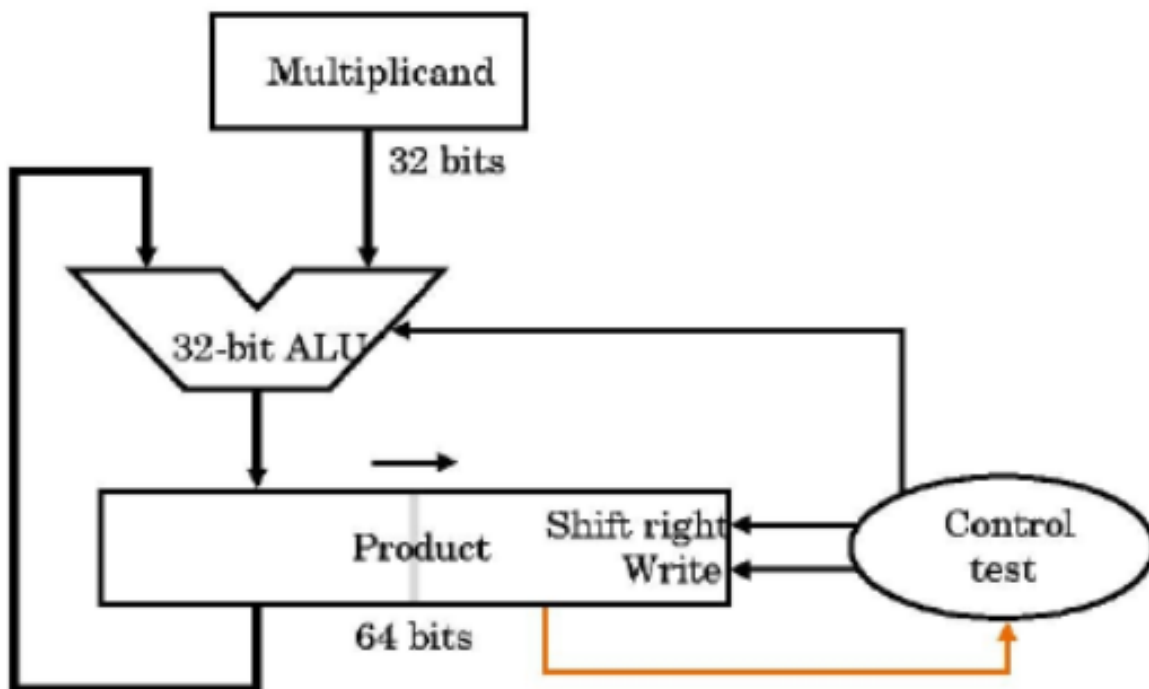 Multiplicand
32 bits
32-bit ALU
Shift right
Product
Write
64 bits
Control
test